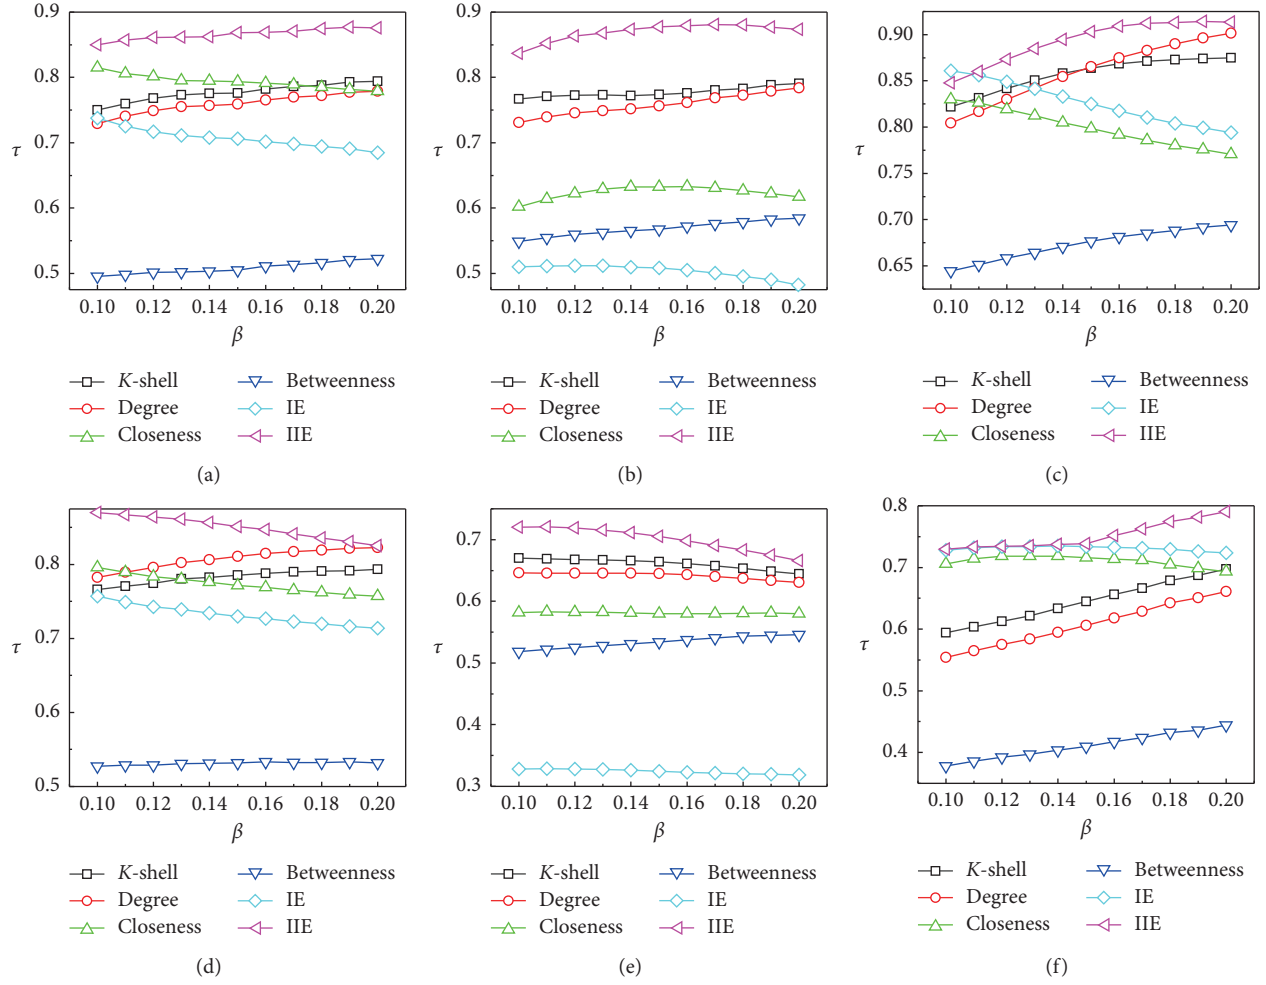 0.9
0.8
0.7
0.6
0.5
τ
0.10 0.12 0.14 0.16 0.18 0.20
β
K-shell Betweenness
Degree IE
Closeness IIE
(a)
0.9
0.8
0.7
0.6
0.5
τ
0.10 0.12 0.14 0.16 0.18 0.20
β
K-shell Betweenness
Degree IE
Closeness IIE
(b)
0.90
0.85
0.80
0.75
0.70
0.65
τ
0.10 0.12 0.14 0.16 0.18 0.20
β
K-shell Betweenness
Degree IE
Closeness IIE
(c)
0.8
0.7
0.6
0.5
τ
0.10 0.12 0.14 0.16 0.18 0.20
β
K-shell Betweenness
Degree IE
Closeness IIE
(d)
0.7
0.6
0.5
0.4
0.3
τ
0.10 0.12 0.14 0.16 0.18 0.20
β
K-shell Betweenness
Degree IE
Closeness IIE
(e)
0.8
0.7
0.6
0.5
0.4
τ
0.10 0.12 0.14 0.16 0.18 0.20
β
K-shell Betweenness
Degree IE
Closeness IIE
(f)